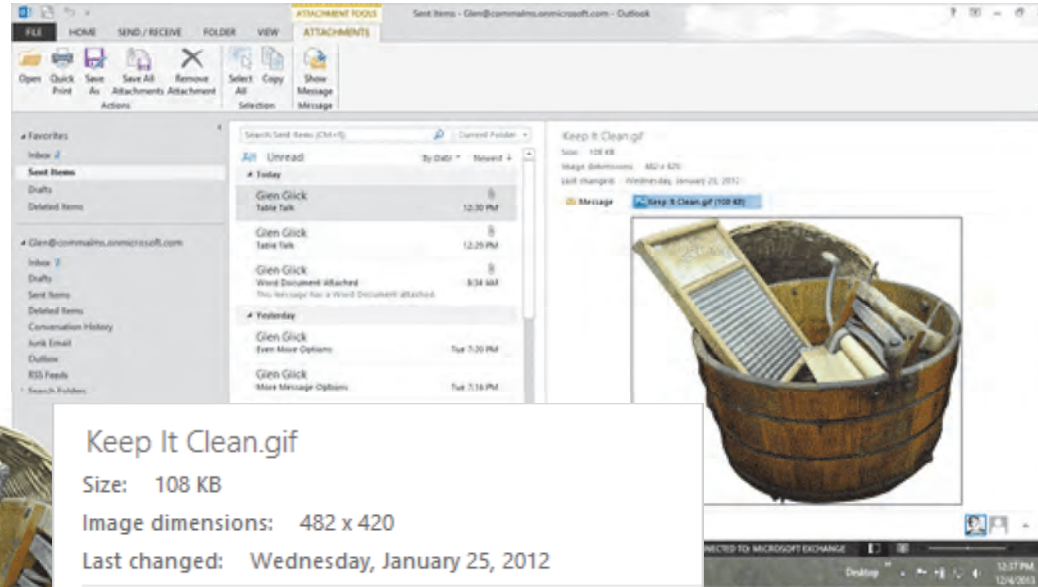 ATTACHMENT TOOLS
Sent Items - Glen@commalms.onmicrosoft.com - Outlook
FILE HOME SEND / RECEIVE FOLDER VIEW ATTACHMENTS
Open Quick Print Save As Save All Attachments Remove Attachment Select All Copy Show Message
Actions Selection Message
Favorites
Inbox 2
Sent Items
Drafts
Deleted Items
Glen@commalms.onmicrosoft.com
Inbox 2
Drafts
Sent Items
Deleted Items
Conversation History
Junk Email
Outbox
RSS Feeds
Search Folders
Search Sent Items (Ctrl+E) Current Folder
All Unread By Date Newest
Today
Glen Glick
Table Talk 12:30 PM
Glen Glick
Table Talk 12:29 PM
Glen Glick
Word Document Attached 8:34 AM
This message has a Word Document attached
Yesterday
Glen Glick
Even More Options Tue 7:20 PM
Glen Glick
More Message Options Tue 7:16 PM
Keep It Clean.gif
Size: 108 KB
Image dimensions: 482 x 420
Last changed: Wednesday, January 25, 2012
Message Keep It Clean.gif (108 KB)
Keep It Clean.gif
Size: 108 KB
Image dimensions: 482 x 420
Last changed: Wednesday, January 25, 2012
TO: MICROSOFT EXCHANGE
Desktop
12:37 PM
12/4/2013